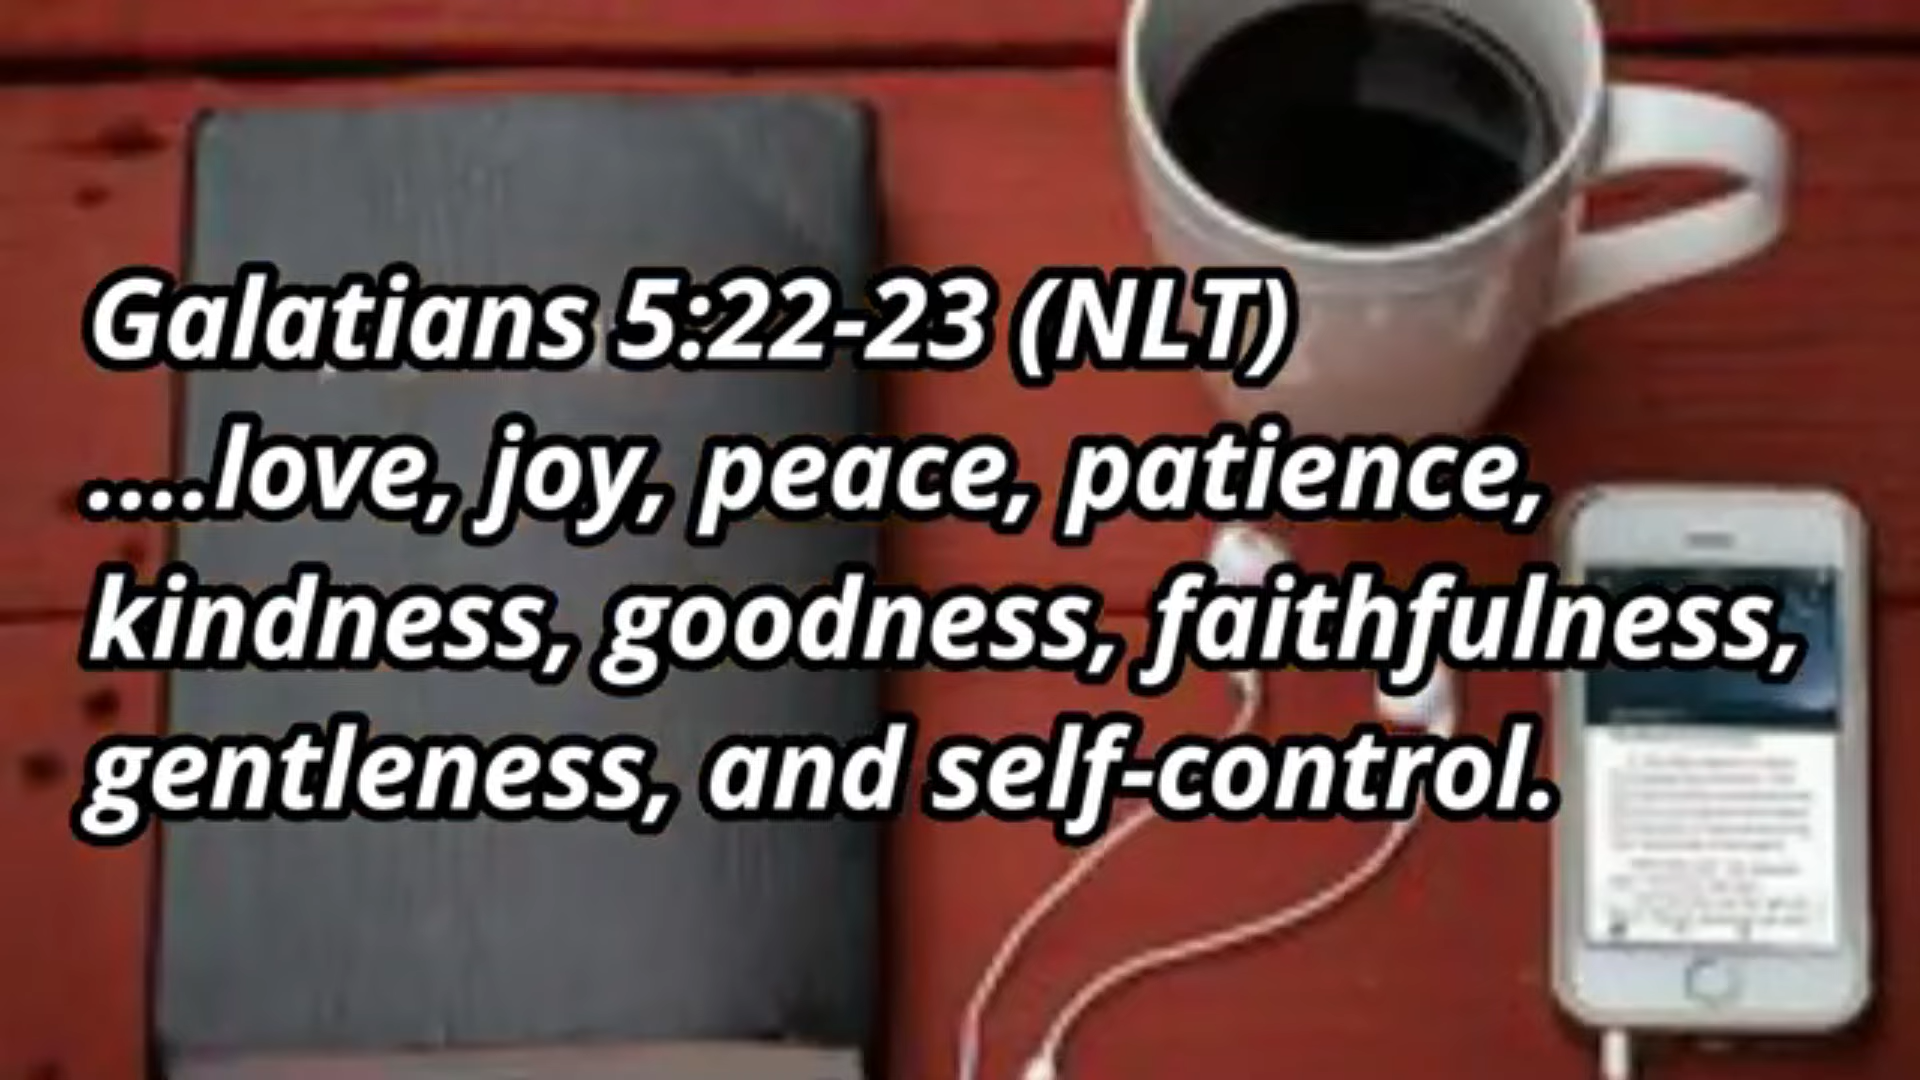 Galatians 5:22-23 (NLT)
....love, joy, peace, patience,
kindness, goodness, faithfulness,
gentleness, and self-control.